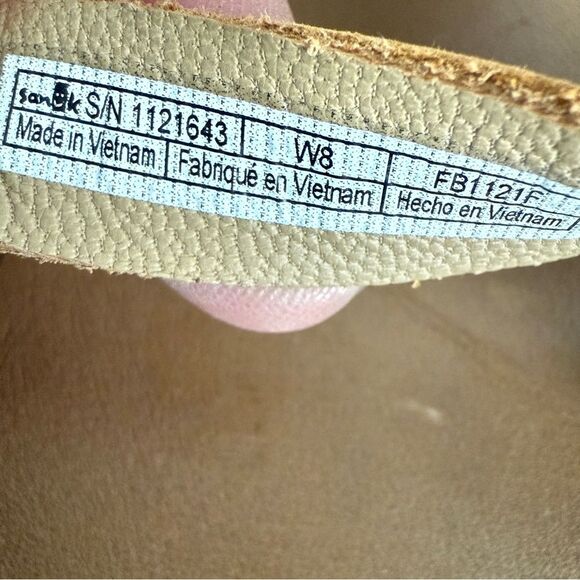 sanuk S/N 1121643 W8 FB1121F
Made in Vietnam Fabriqué en Vietnam Hecho en Vietnam